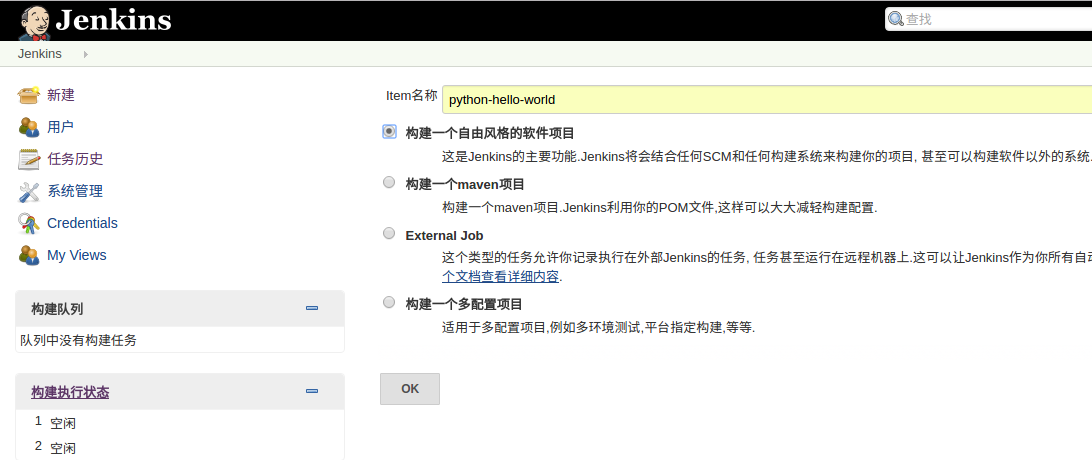 Jenkins
查找
Jenkins
新建
用户
任务历史
系统管理
Credentials
My Views
构建队列
队列中没有构建任务
构建执行状态
1 空闲
2 空闲
Item名称 python-hello-world
构建一个自由风格的软件项目
这是Jenkins的主要功能.Jenkins将会结合任何SCM和任何构建系统来构建你的项目, 甚至可以构建软件以外的系统.
构建一个maven项目
构建一个maven项目.Jenkins利用你的POM文件,这样可以大大减轻构建配置.
External Job
这个类型的任务允许你记录执行在外部Jenkins的任务, 任务甚至运行在远程机器上.这可以让Jenkins作为你所有自动
个文档查看详细内容.
构建一个多配置项目
适用于多配置项目,例如多环境测试,平台指定构建,等等.
OK